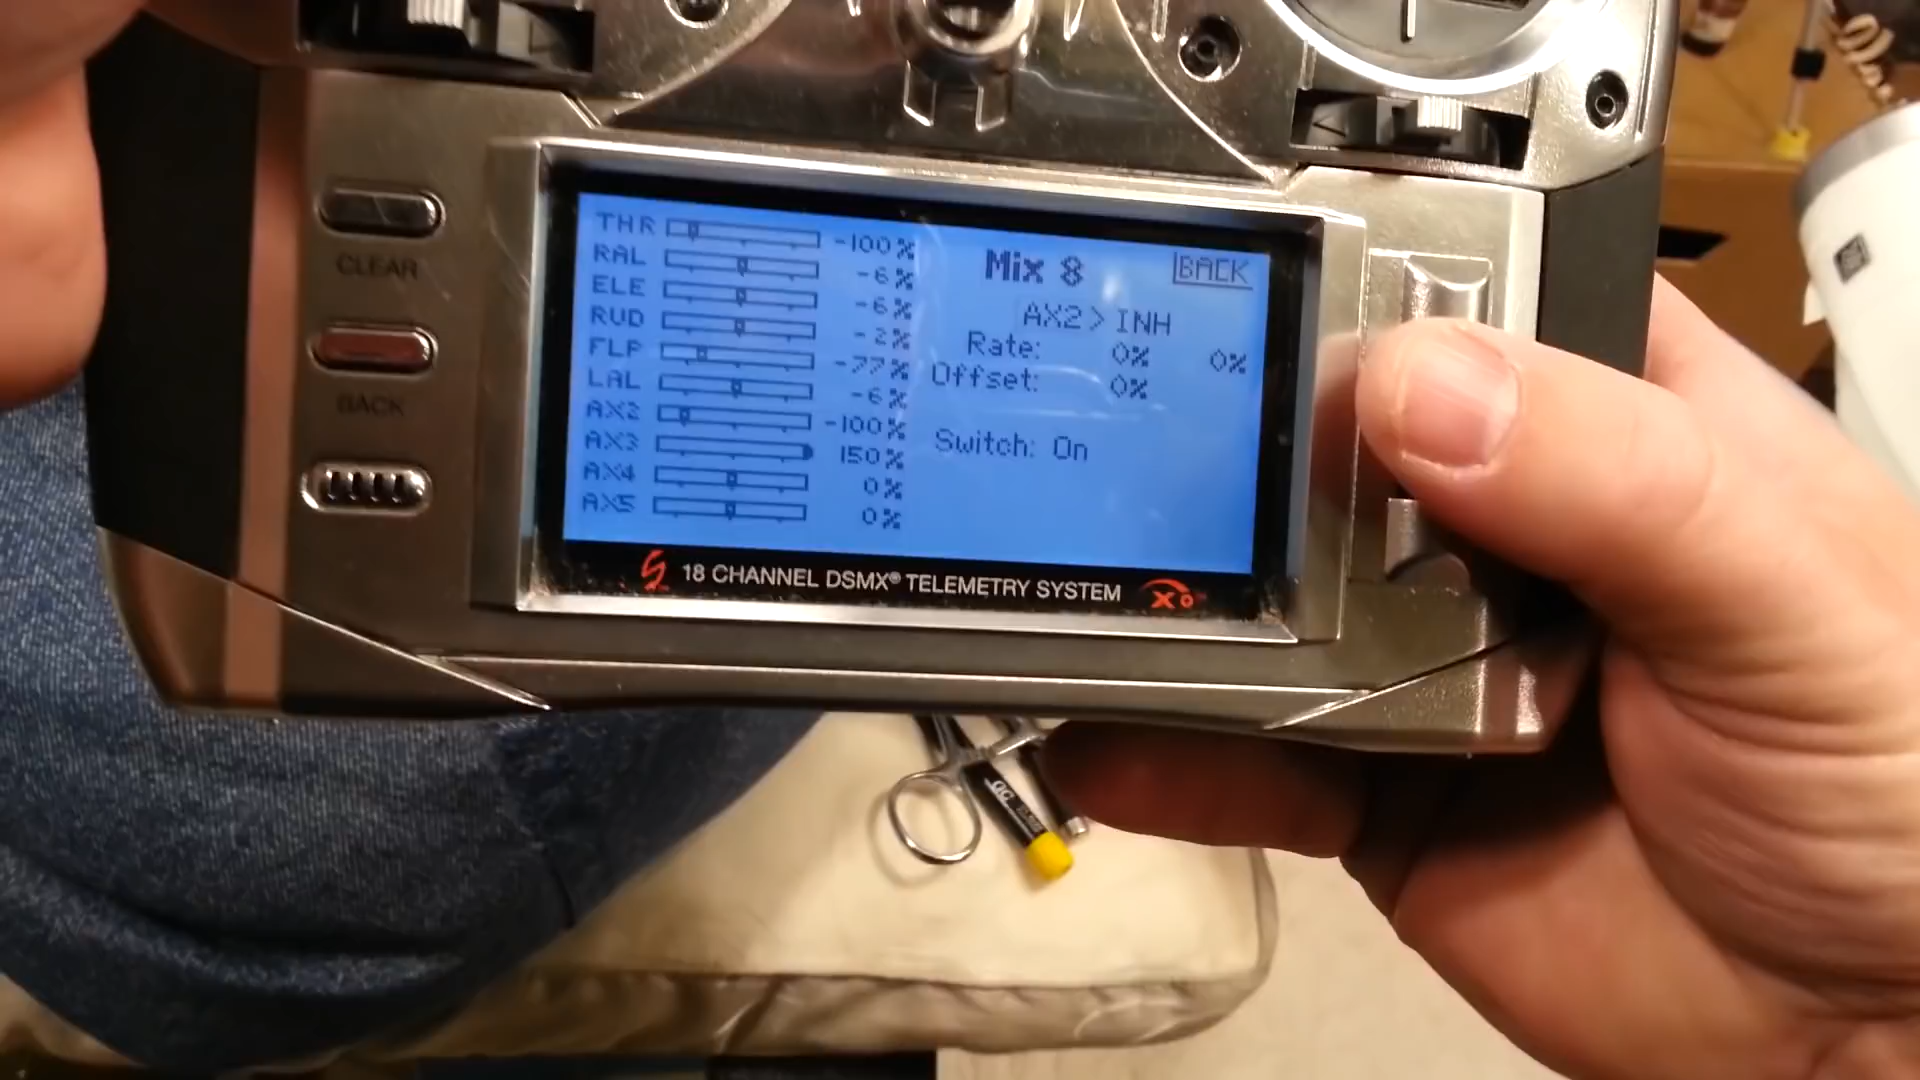 CLEAR
BACK
THR -100%
RAL -6%
ELE -6%
RUD -2%
FLP -77%
LAL -6%
AX2 -100%
AX3 150%
AX4 0%
AX5 0%
Mix 8
BACK
AX2 > INH
Rate: 0% 0%
Offset: 0%
Switch: On
18 CHANNEL DSMX® TELEMETRY SYSTEM
QC